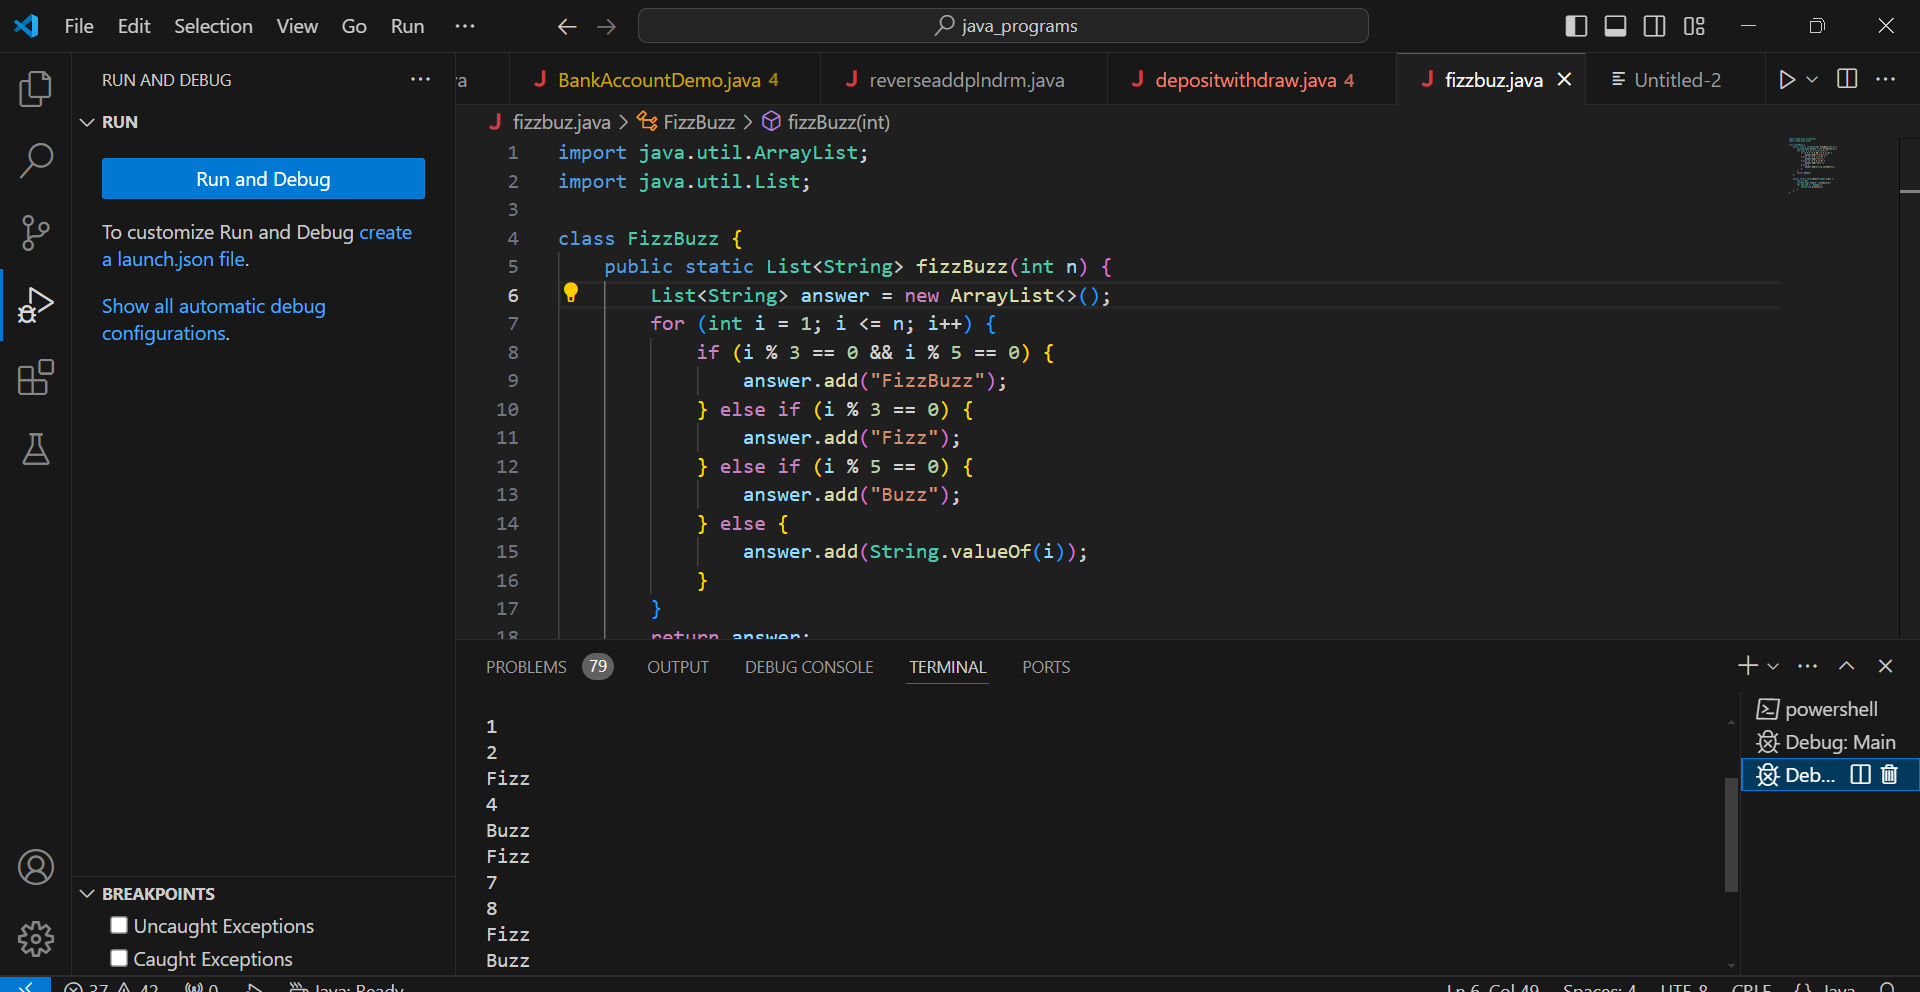 File Edit Selection View Go Run ···
java_programs
RUN AND DEBUG ···
RUN
Run and Debug
To customize Run and Debug create
a launch.json file.
Show all automatic debug
configurations.
va
BankAccountDemo.java 4
reverseaddplndrm.java
depositwithdraw.java 4
fizzbuz.java
Untitled-2
fizzbuz.java > FizzBuzz > fizzBuzz(int)
1 import java.util.ArrayList;
2 import java.util.List;
3
4 class FizzBuzz {
5 public static List<String> fizzBuzz(int n) {
6 List<String> answer = new ArrayList<>();
7 for (int i = 1; i <= n; i++) {
8 if (i % 3 == 0 && i % 5 == 0) {
9 answer.add("FizzBuzz");
10 } else if (i % 3 == 0) {
11 answer.add("Fizz");
12 } else if (i % 5 == 0) {
13 answer.add("Buzz");
14 } else {
15 answer.add(String.valueOf(i));
16 }
17 }
18 return answer;
PROBLEMS 79 OUTPUT DEBUG CONSOLE TERMINAL PORTS
1
2
Fizz
4
Buzz
Fizz
7
8
Fizz
Buzz
powershell
Debug: Main
Deb...
BREAKPOINTS
Uncaught Exceptions
Caught Exceptions
37 42 0 Java: Ready
Ln 6, Col 49 Spaces: 4 UTF-8 CRLF {} Java